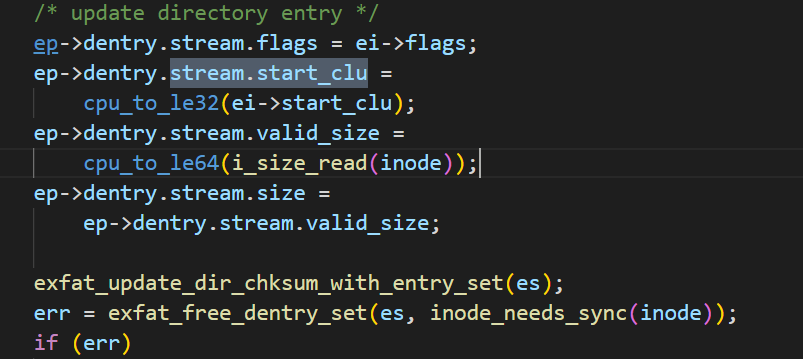 /* update directory entry */
ep->dentry.stream.flags = ei->flags;
ep->dentry.stream.start_clu =
    cpu_to_le32(ei->start_clu);
ep->dentry.stream.valid_size =
    cpu_to_le64(i_size_read(inode));
ep->dentry.stream.size =
    ep->dentry.stream.valid_size;

exfat_update_dir_chksum_with_entry_set(es);
err = exfat_free_dentry_set(es, inode_needs_sync(inode));
if (err)